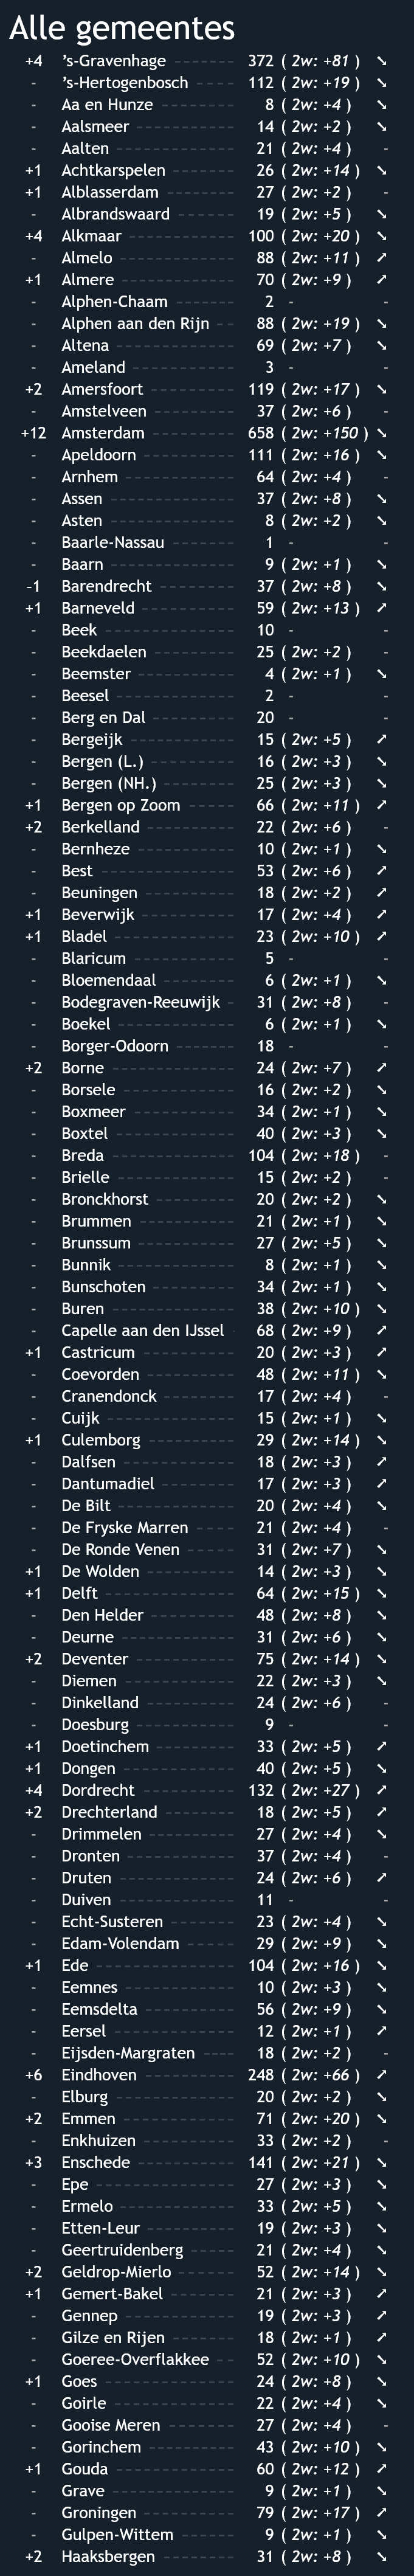 Alle gemeentes
+4 's-Gravenhage 372 ( 2w: +81 ) ➘
- 's-Hertogenbosch 112 ( 2w: +19 ) ➘
- Aa en Hunze 8 ( 2w: +4 ) ➘
- Aalsmeer 14 ( 2w: +2 ) ➘
- Aalten 21 ( 2w: +4 ) -
+1 Achtkarspelen 26 ( 2w: +14 ) ➘
+1 Alblasserdam 27 ( 2w: +2 ) -
- Albrandswaard 19 ( 2w: +5 ) ➘
+4 Alkmaar 100 ( 2w: +20 ) ➘
- Almelo 88 ( 2w: +11 ) ➚
+1 Almere 70 ( 2w: +9 ) ➚
- Alphen-Chaam 2 - -
- Alphen aan den Rijn 88 ( 2w: +19 ) ➘
- Altena 69 ( 2w: +7 ) ➘
- Ameland 3 - -
+2 Amersfoort 119 ( 2w: +17 ) ➘
- Amstelveen 37 ( 2w: +6 ) -
+12 Amsterdam 658 ( 2w: +150 ) ➘
- Apeldoorn 111 ( 2w: +16 ) ➘
- Arnhem 64 ( 2w: +4 ) -
- Assen 37 ( 2w: +8 ) ➘
- Asten 8 ( 2w: +2 ) ➘
- Baarle-Nassau 1 - -
- Baarn 9 ( 2w: +1 ) ➘
-1 Barendrecht 37 ( 2w: +8 ) ➘
+1 Barneveld 59 ( 2w: +13 ) ➚
- Beek 10 - -
- Beekdaelen 25 ( 2w: +2 ) -
- Beemster 4 ( 2w: +1 ) ➘
- Beesel 2 - -
- Berg en Dal 20 - -
- Bergeijk 15 ( 2w: +5 ) ➚
- Bergen (L.) 16 ( 2w: +3 ) ➘
- Bergen (NH.) 25 ( 2w: +3 ) ➘
+1 Bergen op Zoom 66 ( 2w: +11 ) ➚
+2 Berkelland 22 ( 2w: +6 ) -
- Bernheze 10 ( 2w: +1 ) ➘
- Best 53 ( 2w: +6 ) ➚
- Beuningen 18 ( 2w: +2 ) ➚
+1 Beverwijk 17 ( 2w: +4 ) ➚
+1 Bladel 23 ( 2w: +10 ) ➚
- Blaricum 5 - -
- Bloemendaal 6 ( 2w: +1 ) ➘
- Bodegraven-Reeuwijk 31 ( 2w: +8 ) -
- Boekel 6 ( 2w: +1 ) ➘
- Borger-Odoorn 18 - -
+2 Borne 24 ( 2w: +7 ) ➚
- Borsele 16 ( 2w: +2 ) ➘
- Boxmeer 34 ( 2w: +1 ) ➘
- Boxtel 40 ( 2w: +3 ) ➘
- Breda 104 ( 2w: +18 ) -
- Brielle 15 ( 2w: +2 ) -
- Bronckhorst 20 ( 2w: +2 ) ➘
- Brummen 21 ( 2w: +1 ) ➘
- Brunssum 27 ( 2w: +5 ) ➘
- Bunnik 8 ( 2w: +1 ) ➘
- Bunschoten 34 ( 2w: +1 ) ➘
- Buren 38 ( 2w: +10 ) ➘
- Capelle aan den IJssel 68 ( 2w: +9 ) ➚
+1 Castricum 20 ( 2w: +3 ) ➚
- Coevorden 48 ( 2w: +11 ) ➘
- Cranendonck 17 ( 2w: +4 ) -
- Cuijk 15 ( 2w: +1 ) ➘
+1 Culemborg 29 ( 2w: +14 ) ➘
- Dalfsen 18 ( 2w: +3 ) ➚
- Dantumadiel 17 ( 2w: +3 ) ➚
- De Bilt 20 ( 2w: +4 ) ➘
- De Fryske Marren 21 ( 2w: +4 ) -
- De Ronde Venen 31 ( 2w: +7 ) ➘
+1 De Wolden 14 ( 2w: +3 ) ➘
+1 Delft 64 ( 2w: +15 ) ➘
- Den Helder 48 ( 2w: +8 ) ➘
- Deurne 31 ( 2w: +6 ) ➘
+2 Deventer 75 ( 2w: +14 ) ➘
- Diemen 22 ( 2w: +3 ) ➘
- Dinkelland 24 ( 2w: +6 ) -
- Doesburg 9 - -
+1 Doetinchem 33 ( 2w: +5 ) ➚
+1 Dongen 40 ( 2w: +5 ) ➘
+4 Dordrecht 132 ( 2w: +27 ) ➚
+2 Drechterland 18 ( 2w: +5 ) ➚
- Drimmelen 27 ( 2w: +4 ) ➘
- Dronten 37 ( 2w: +4 ) -
- Druten 24 ( 2w: +6 ) ➚
- Duiven 11 - -
- Echt-Susteren 23 ( 2w: +4 ) ➘
- Edam-Volendam 29 ( 2w: +9 ) ➘
+1 Ede 104 ( 2w: +16 ) ➘
- Eemnes 10 ( 2w: +3 ) ➘
- Eemsdelta 56 ( 2w: +9 ) ➘
- Eersel 12 ( 2w: +1 ) ➚
- Eijsden-Margraten 18 ( 2w: +2 ) -
+6 Eindhoven 248 ( 2w: +66 ) ➚
- Elburg 20 ( 2w: +2 ) ➘
+2 Emmen 71 ( 2w: +20 ) ➘
- Enkhuizen 33 ( 2w: +2 ) -
+3 Enschede 141 ( 2w: +21 ) ➘
- Epe 27 ( 2w: +3 ) ➘
- Ermelo 33 ( 2w: +5 ) ➘
- Etten-Leur 19 ( 2w: +3 ) ➘
- Geertruidenberg 21 ( 2w: +4 ) ➘
+2 Geldrop-Mierlo 52 ( 2w: +14 ) ➘
+1 Gemert-Bakel 21 ( 2w: +3 ) ➚
- Gennep 19 ( 2w: +3 ) ➚
- Gilze en Rijen 18 ( 2w: +1 ) ➚
- Goeree-Overflakkee 52 ( 2w: +10 ) ➘
+1 Goes 24 ( 2w: +8 ) ➘
- Goirle 22 ( 2w: +4 ) ➘
- Gooise Meren 27 ( 2w: +4 ) -
- Gorinchem 43 ( 2w: +10 ) ➘
+1 Gouda 60 ( 2w: +12 ) ➚
- Grave 9 ( 2w: +1 ) ➘
- Groningen 79 ( 2w: +17 ) ➚
- Gulpen-Wittem 9 ( 2w: +1 ) ➘
+2 Haaksbergen 31 ( 2w: +8 ) ➘